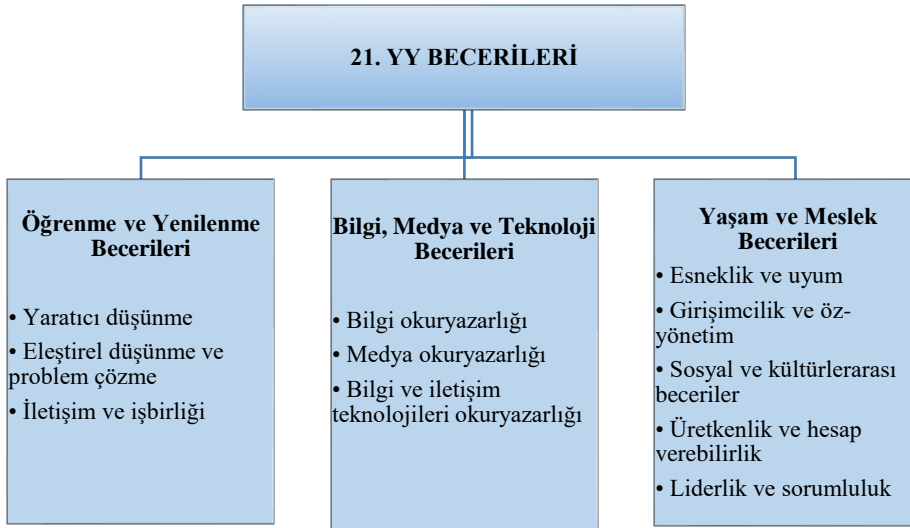 21. YY BECERİLERİ
Öğrenme ve Yenilenme
Becerileri
• Yaratıcı düşünme
• Eleştirel düşünme ve
problem çözme
• İletişim ve işbirliği
Bilgi, Medya ve Teknoloji
Becerileri
• Bilgi okuryazarlığı
• Medya okuryazarlığı
• Bilgi ve iletişim
teknolojileri okuryazarlığı
Yaşam ve Meslek
Becerileri
• Esneklik ve uyum
• Girişimcilik ve öz-
yönetim
• Sosyal ve kültürlerarası
beceriler
• Üretkenlik ve hesap
verebilirlik
• Liderlik ve sorumluluk